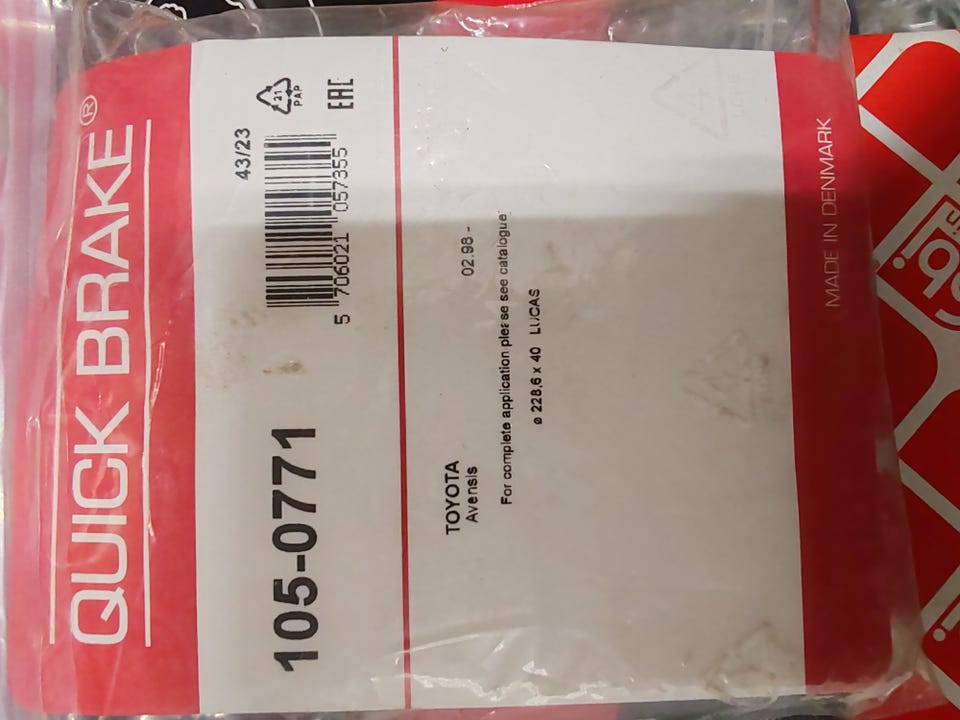 QUICK BRAKE®
43/23
21
PAP
EAC
5 706021 057355
105-0771
TOYOTA
Avensis 02.98 -
For complete application please see catalogue
ø 228,6 x 40 LUCAS
MADE IN DENMARK